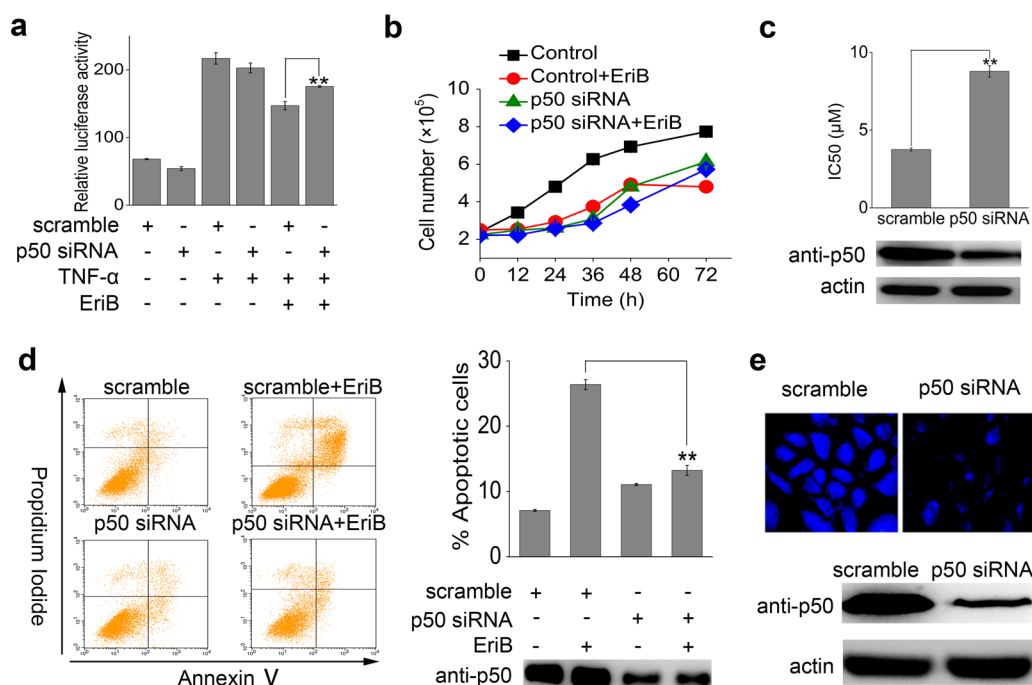 a
Relative luciferase activity
200
100
0
scramble + - + - + -
p50 siRNA - + - + - +
TNF-α - - + + + +
EriB - - - - + +
**
b
Control
Control+EriB
p50 siRNA
p50 siRNA+EriB
Cell number (×10⁵)
10
8
6
4
2
0 12 24 36 48 72
Time (h)
c
IC50 (μM)
10
5
0
**
scramble p50 siRNA
anti-p50
actin
d
scramble scramble+EriB
p50 siRNA p50 siRNA+EriB
Propidium Iodide
Annexin V
% Apoptotic cells
30
20
10
0
**
scramble + + - -
p50 siRNA - - + +
EriB - + - +
anti-p50
e
scramble p50 siRNA
scramble p50 siRNA
anti-p50
actin